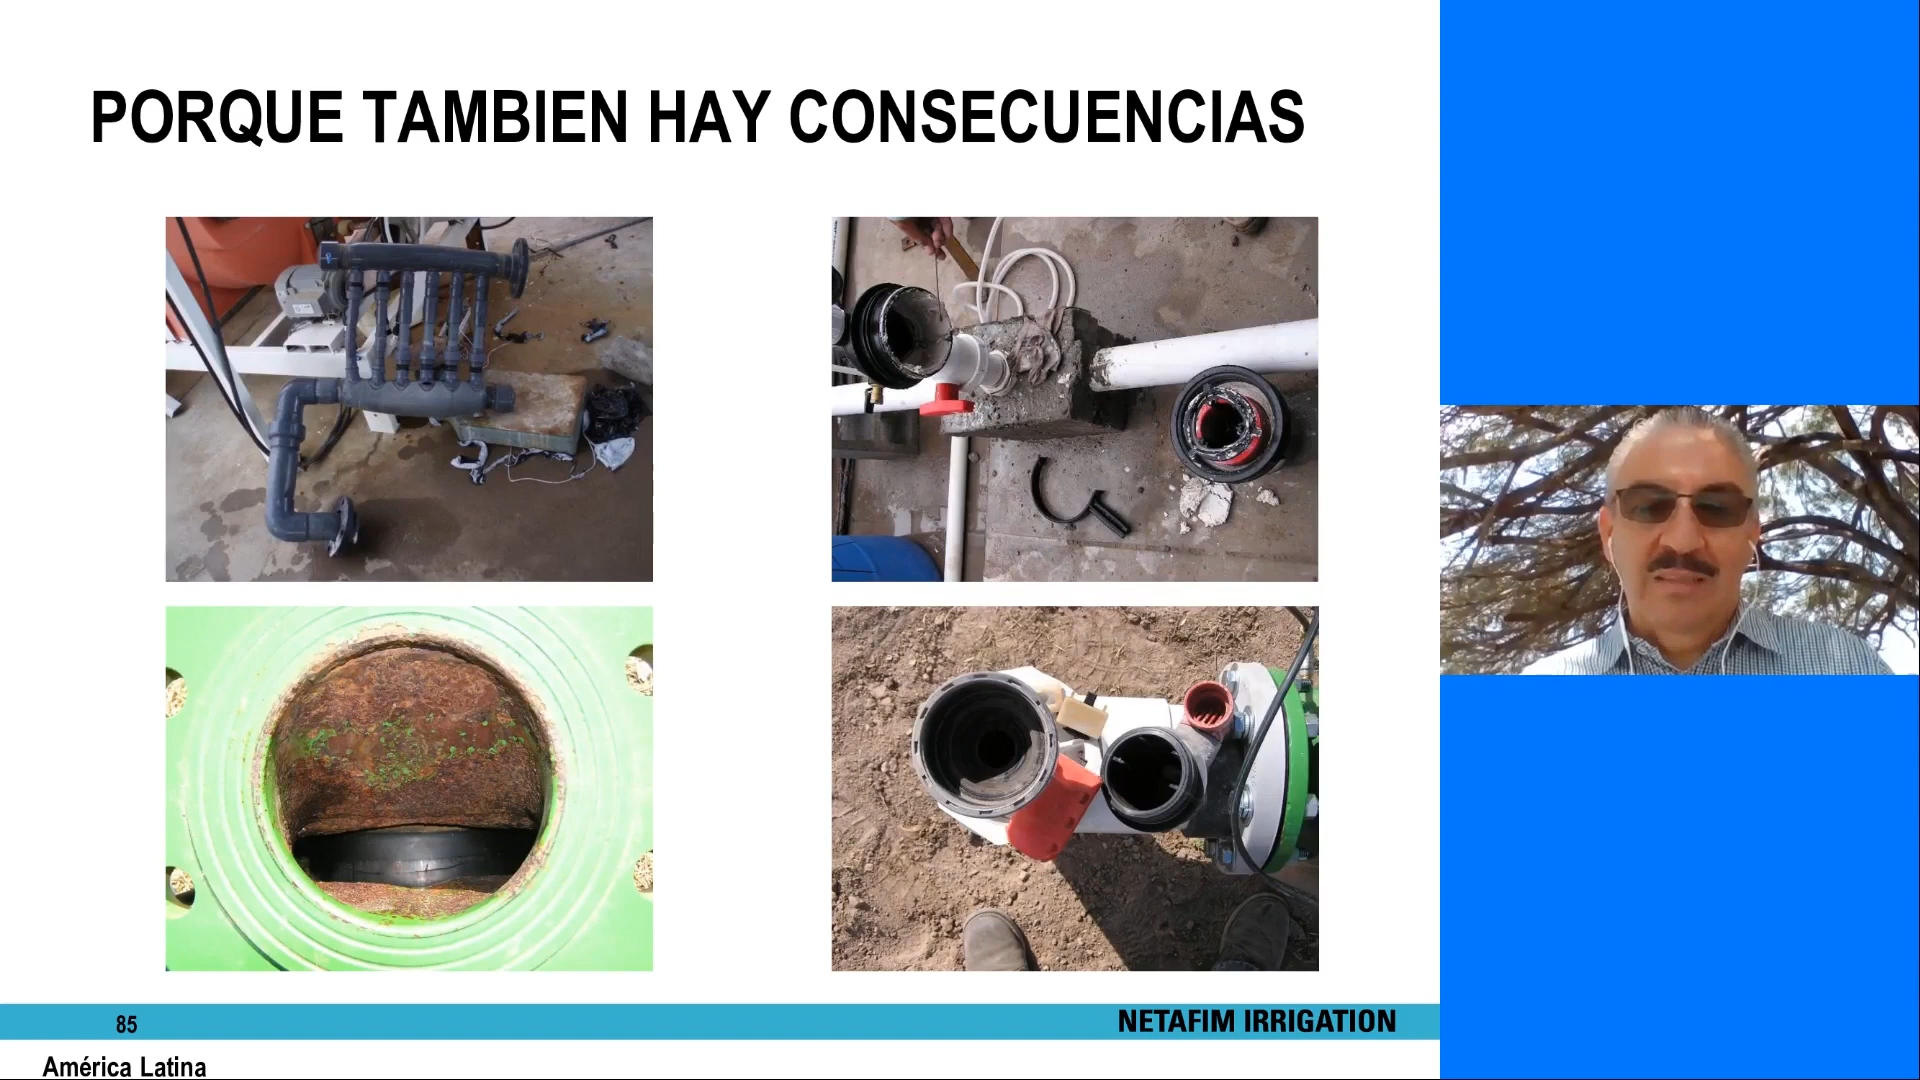 PORQUE TAMBIEN HAY CONSECUENCIAS
85
NETAFIM IRRIGATION
América Latina